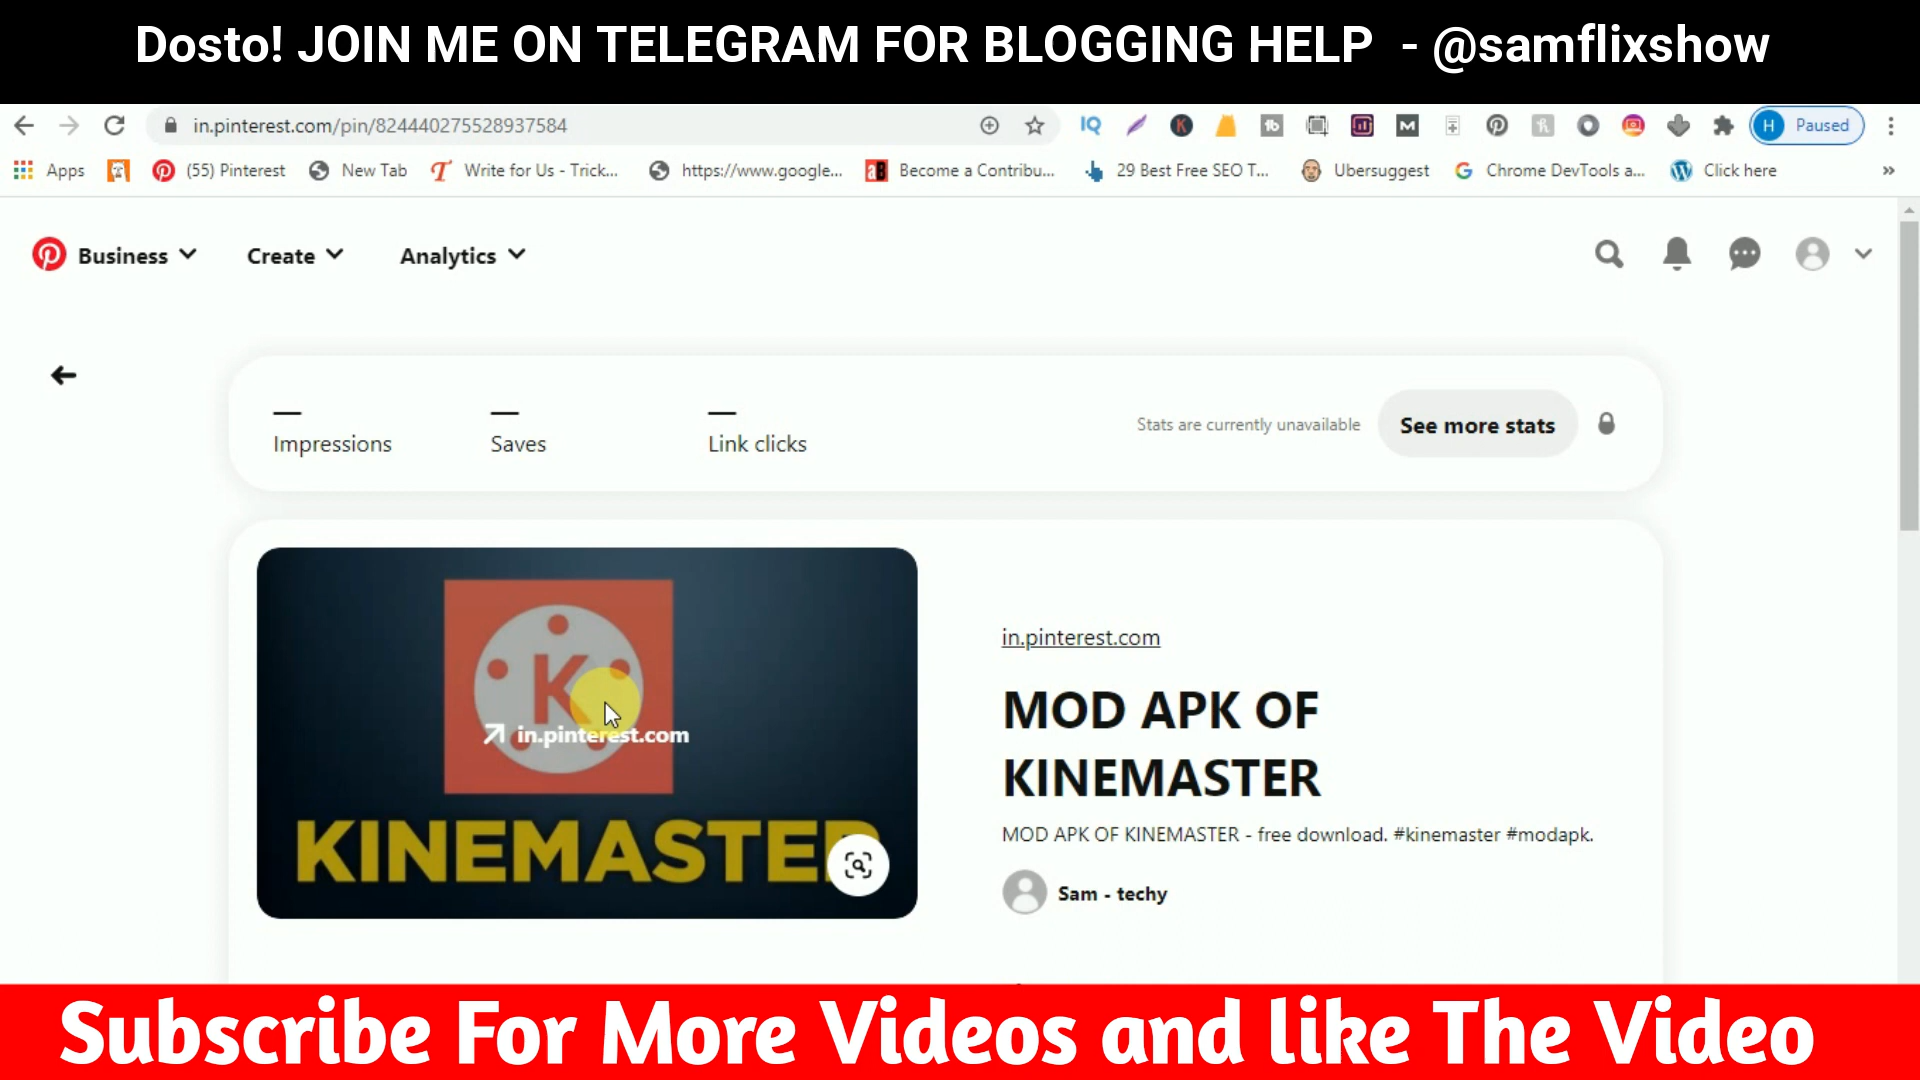 Dosto! JOIN ME ON TELEGRAM FOR BLOGGING HELP - @samflixshow
in.pinterest.com/pin/824440275528937584
IQ
K
M
H
Paused
Apps
(55) Pinterest
New Tab
Write for Us - Trick...
https://www.google...
Become a Contribu...
29 Best Free SEO T...
Ubersuggest
Chrome DevTools a...
Click here
»
Business
Create
Analytics
Impressions
Saves
Link clicks
Stats are currently unavailable
See more stats
K
in.pinterest.com
KINEMASTER
in.pinterest.com
MOD APK OF
KINEMASTER
MOD APK OF KINEMASTER - free download. #kinemaster #modapk.
Sam - techy
Subscribe For More Videos and like The Video